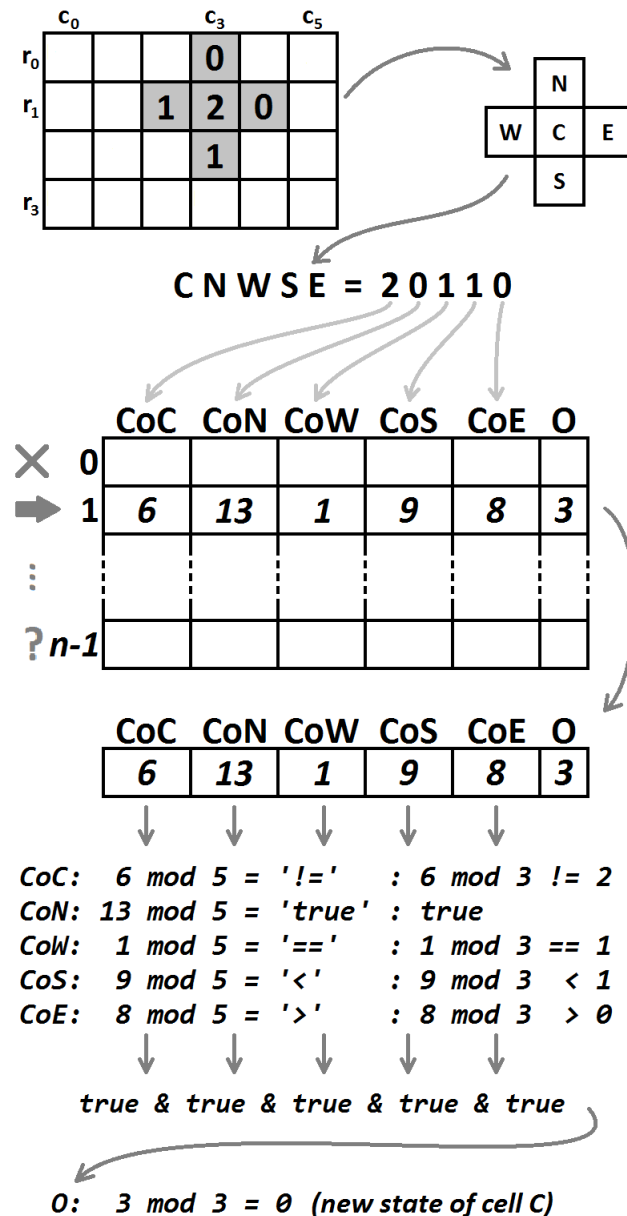 c0 c3 c5
r0 0
r1 1 2 0
1
r3
N
W C E
S
C N W S E = 2 0 1 1 0
CoC CoN CoW CoS CoE O
0
1 6 13 1 9 8 3
...
? n-1
CoC CoN CoW CoS CoE O
6 13 1 9 8 3
CoC: 6 mod 5 = '!=' : 6 mod 3 != 2
CoN: 13 mod 5 = 'true' : true
CoW: 1 mod 5 = '==' : 1 mod 3 == 1
CoS: 9 mod 5 = '<' : 9 mod 3 < 1
CoE: 8 mod 5 = '>' : 8 mod 3 > 0
true & true & true & true & true
O: 3 mod 3 = 0 (new state of cell C)